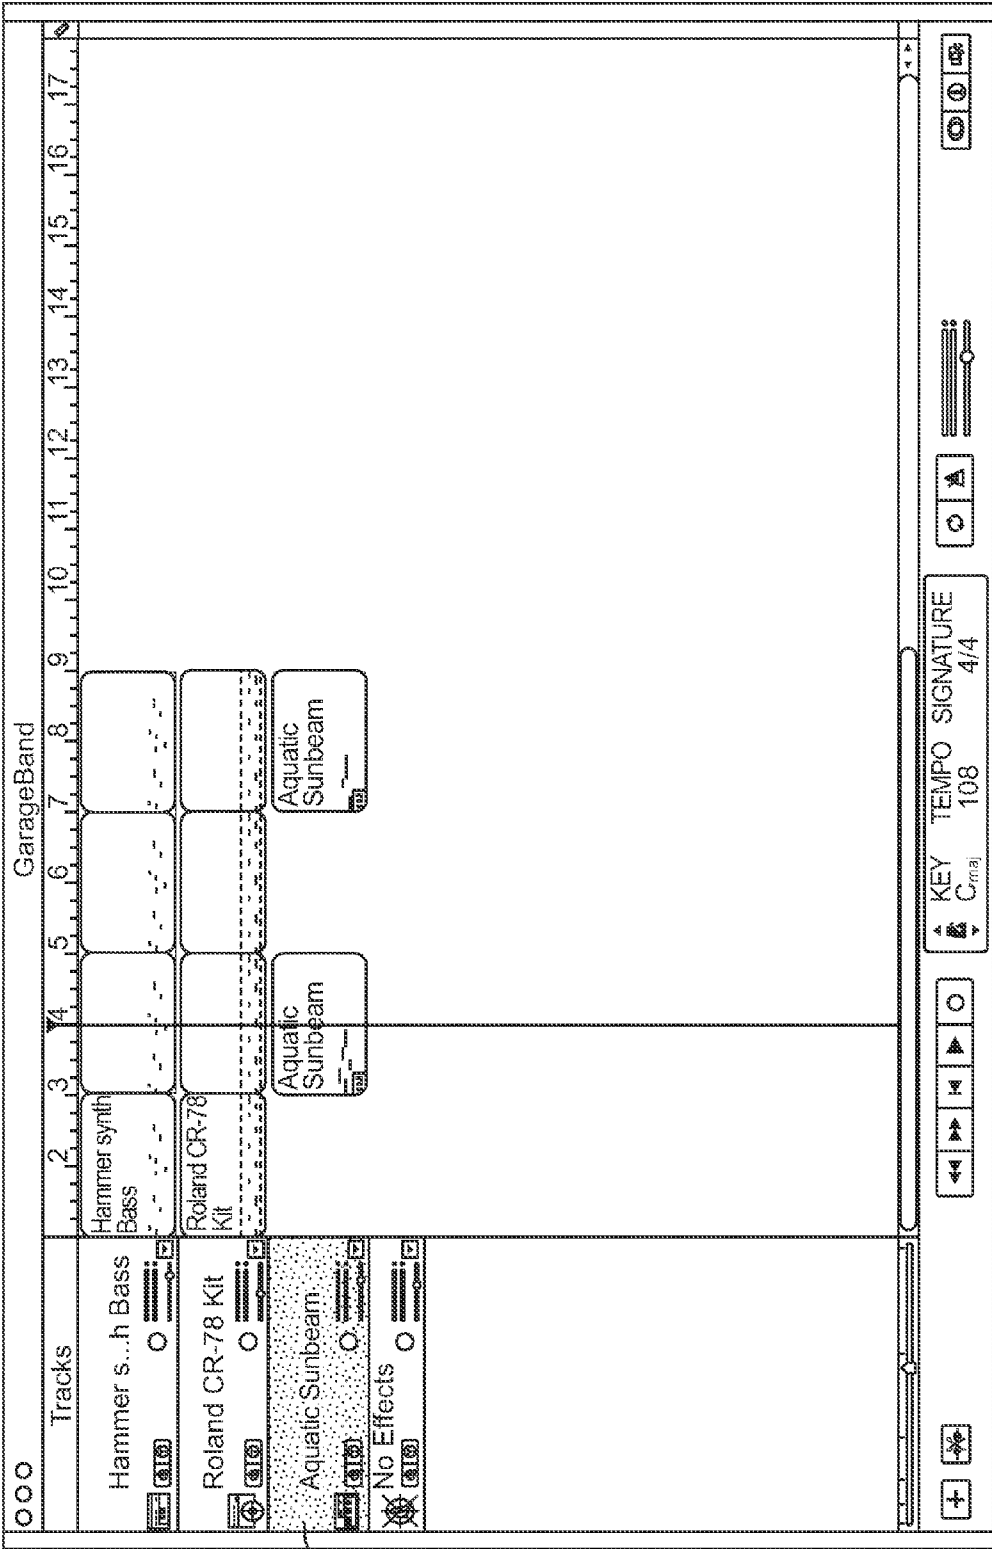 GarageBand
Tracks
2 3 4 5 6 7 8 9 10 11 12 13 14 15 16 17
Hammer s...h Bass
Hammer synth
Bass
Roland CR-78 Kit
Roland CR-78
Kit
Aquatic Sunbeam
Aquatic
Sunbeam
Aquatic
Sunbeam
No Effects
KEY TEMPO SIGNATURE
Cmaj 108 4/4